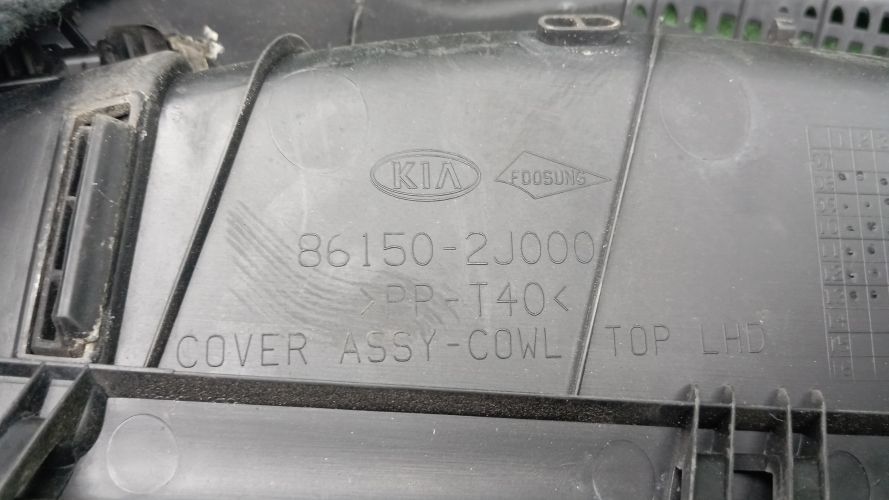 KIA FOOSUNG
86150-2J000
>PP-T40<
COVER ASSY-COWL TOP LHD